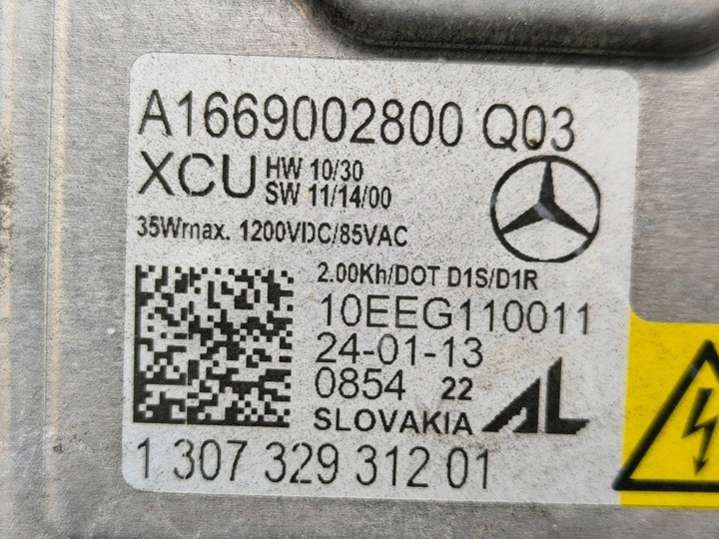 A1669002800 Q03
XCU HW 10/30
SW 11/14/00
35Wmax. 1200VDC/85VAC
2.00Kh/DOT D1S/D1R
10EEG110011
24-01-13
0854 22
SLOVAKIA AL
1 307 329 312 01